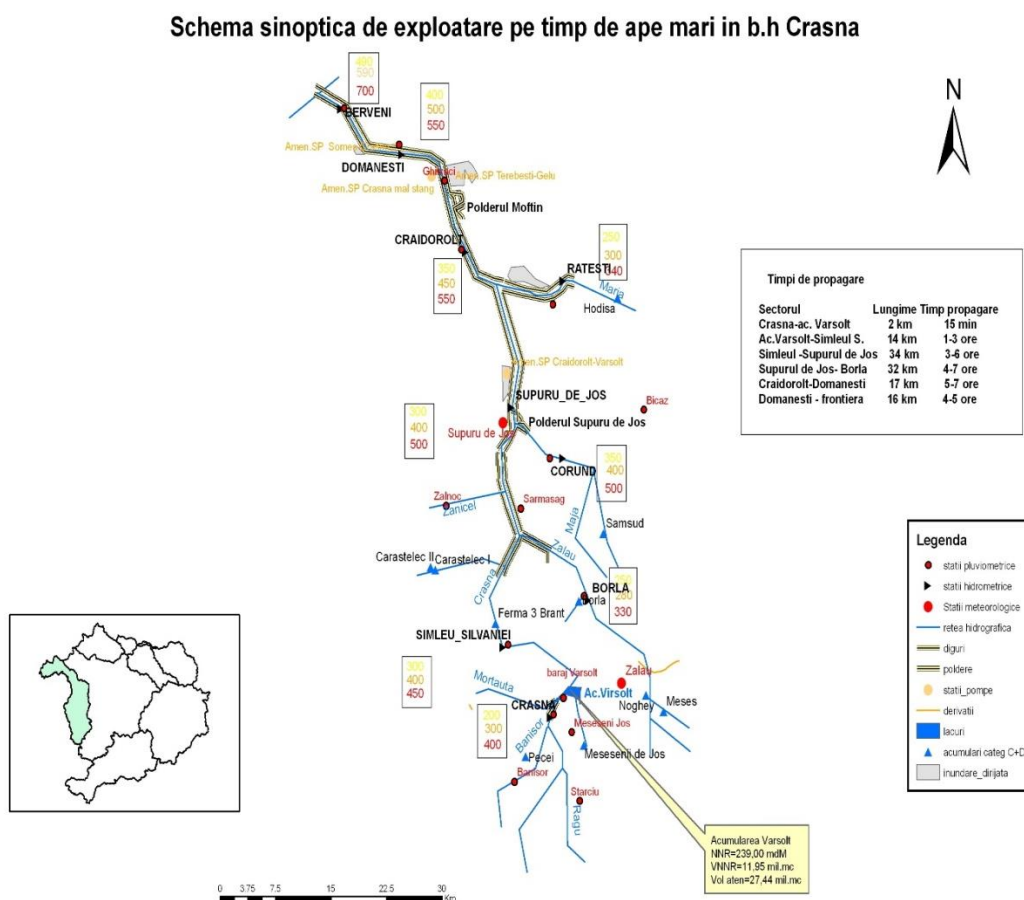 Schema sinoptica de exploatare pe timp de ape mari in b.h Crasna
N
490
590
700
BERVENI
400
500
550
Amen.SP Somes
DOMANESTI
Amen.SP Terebesti-Gelu
Amen.SP Crasna mal stang
Polderul Moftin
CRAIDOROLT
350
450
550
250
300
340
RATESTI
Maria
Hodisa
Timpi de propagare
Sectorul Lungime Timp propagare
Crasna-ac. Varsolt 2 km 15 min
Ac.Varsolt-Simleul S. 14 km 1-3 ore
Simleul -Supurul de Jos 34 km 3-6 ore
Supurul de Jos- Borla 32 km 4-7 ore
Craidorolt-Domanesti 17 km 5-7 ore
Domanesti - frontiera 16 km 4-5 ore
Amen.SP Craidorolt-Varsolt
SUPURU_DE_JOS
Bicaz
Polderul Supuru de Jos
300
400
500
Supuru de Jos
CORUND
350
400
500
Zalnoc
Zanicel
Sarmasag
Maja
Samsud
Zalau
Carastelec II
Carastelec I
Crasna
BORLA
Borla
330
Ferma 3 Brant
SIMLEU_SILVANIEI
300
400
450
Mortauta
baraj Varsolt
Ac.Virsolt
Zalau
Noghey
Meses
CRASNA
200
300
400
Banisor
Meseseni Jos
Mesesenii de Jos
Pecei
Banisor
Starciu
Ragu
Legenda
statii pluviometrice
statii hidrometrice
Statii meteorologice
retea hidrografica
diguri
poldere
statii_pompe
derivatii
lacuri
acumulari categ C+D
inundare_dirijata
Acumularea Varsolt
NNR=239,00 mdM
VNNR=11,95 mil.mc
Vol aten=27,44 mil.mc
0 3.75 7.5 15 22.5 30
Km